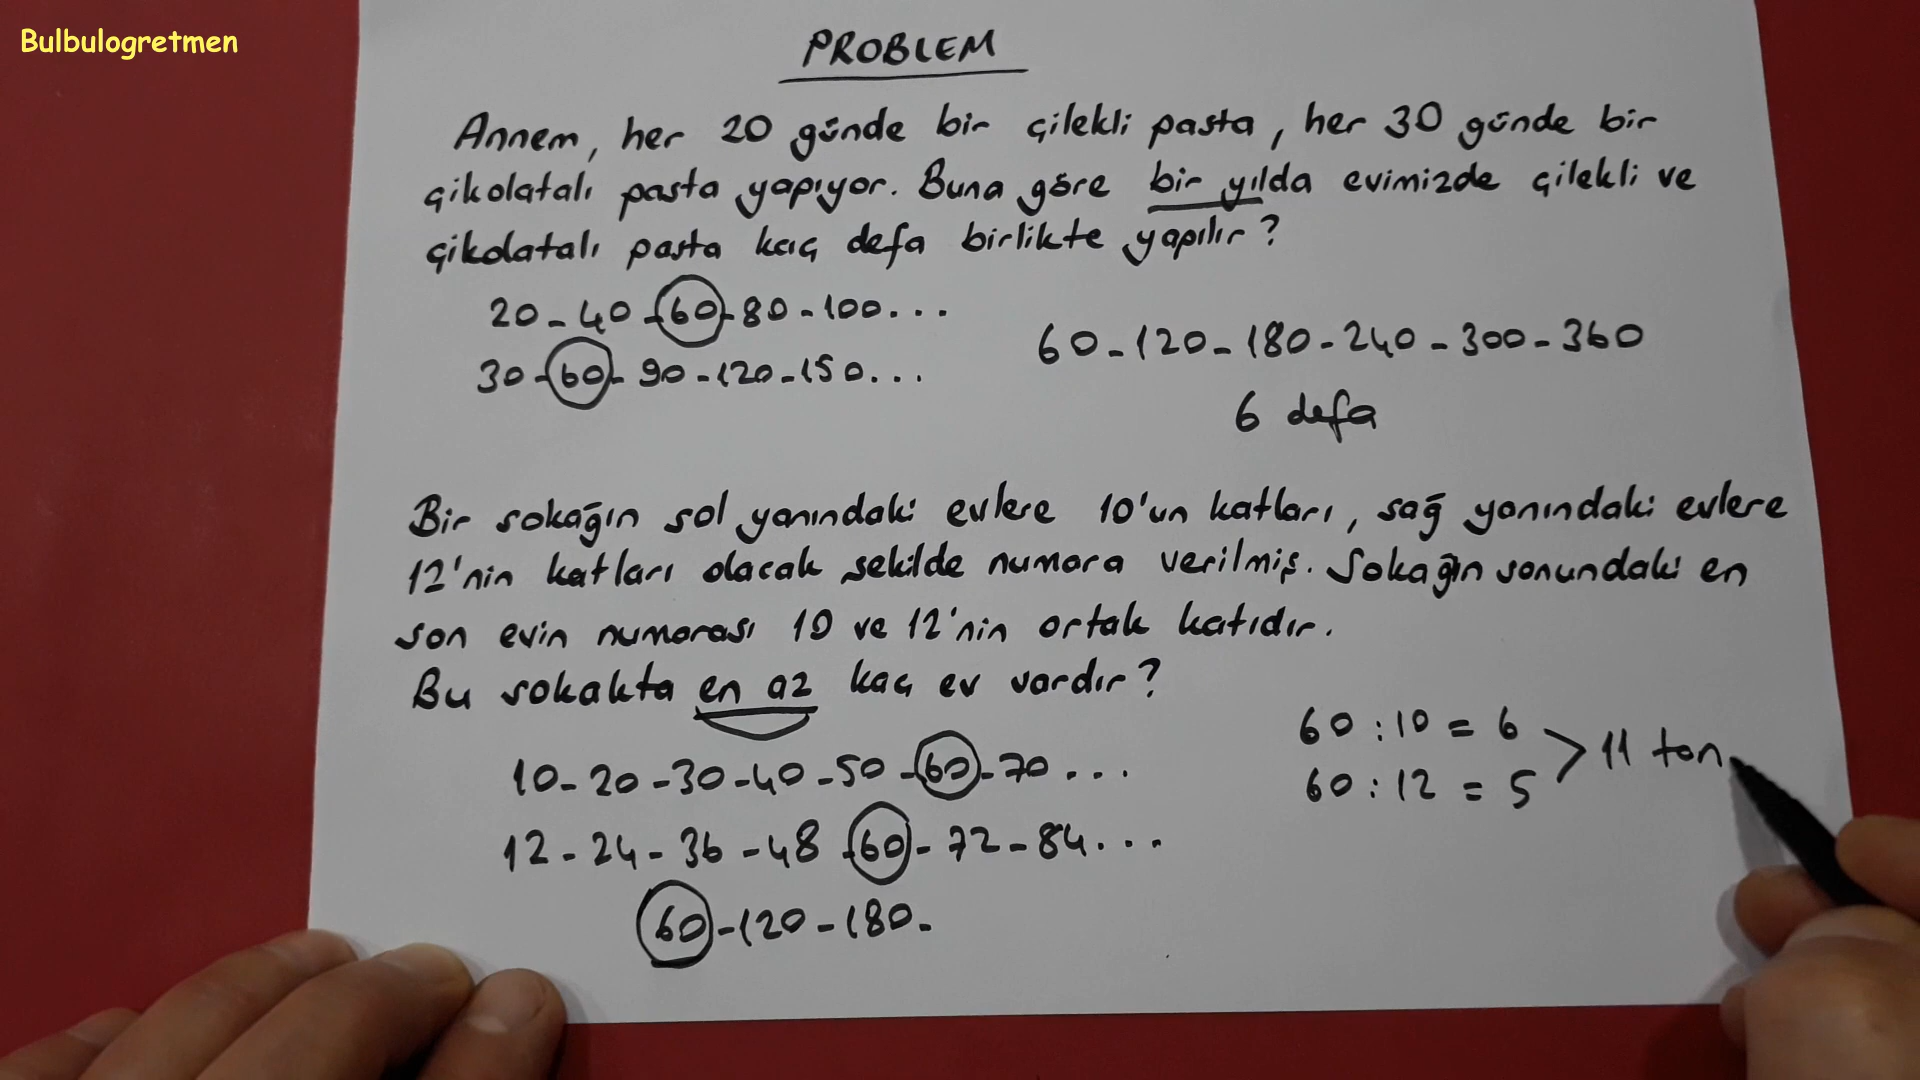 Bulbulogretmen
PROBLEM
Annem, her 20 günde bir çilekli pasta, her 30 günde bir
çikolatalı pasta yapıyor. Buna göre bir yılda evimizde çilekli ve
çikolatalı pasta kaç defa birlikte yapılır?
20-40-60-80-100...
30-60-90-120-150...
60-120-180-240-300-360
6 defa
Bir sokağın sol yanındaki evlere 10'un katları, sağ yanındaki evlere
12'nin katları olacak şekilde numara verilmiş. Sokağın sonundaki en
son evin numarası 10 ve 12'nin ortak katıdır.
Bu sokakta en az kaç ev vardır?
10-20-30-40-50-60-70...
12-24-36-48-60-72-84...
60-120-180-
60:10=6
60:12=5
> 11 tan